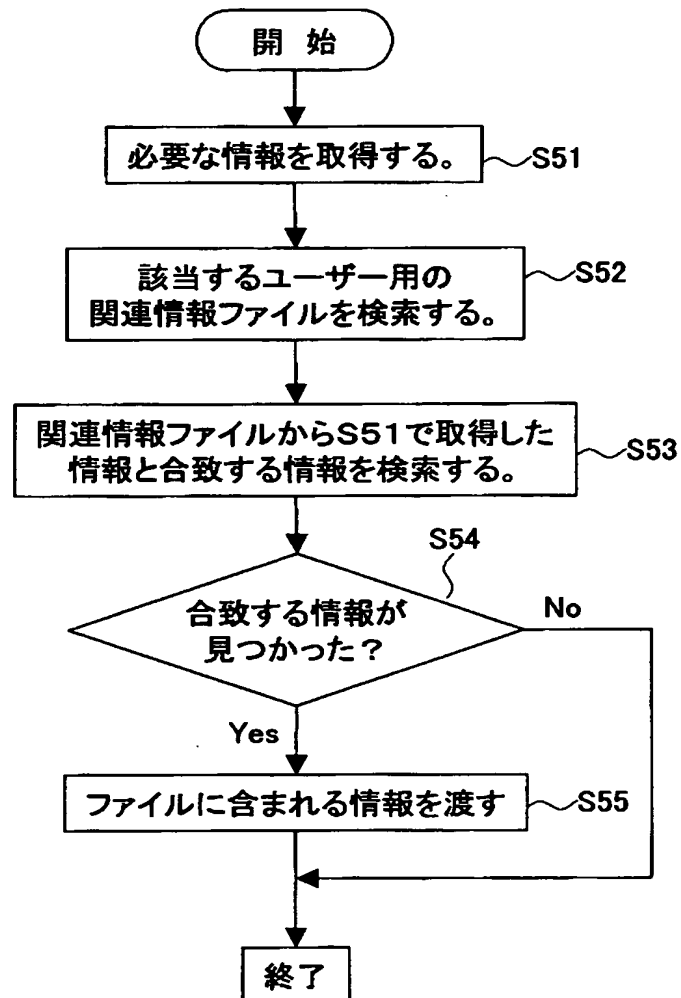 開始
必要な情報を取得する。
S51
該当するユーザー用の
関連情報ファイルを検索する。
S52
関連情報ファイルからS51で取得した
情報と合致する情報を検索する。
S53
S54
合致する情報が
見つかった？
No
Yes
ファイルに含まれる情報を渡す
S55
終了